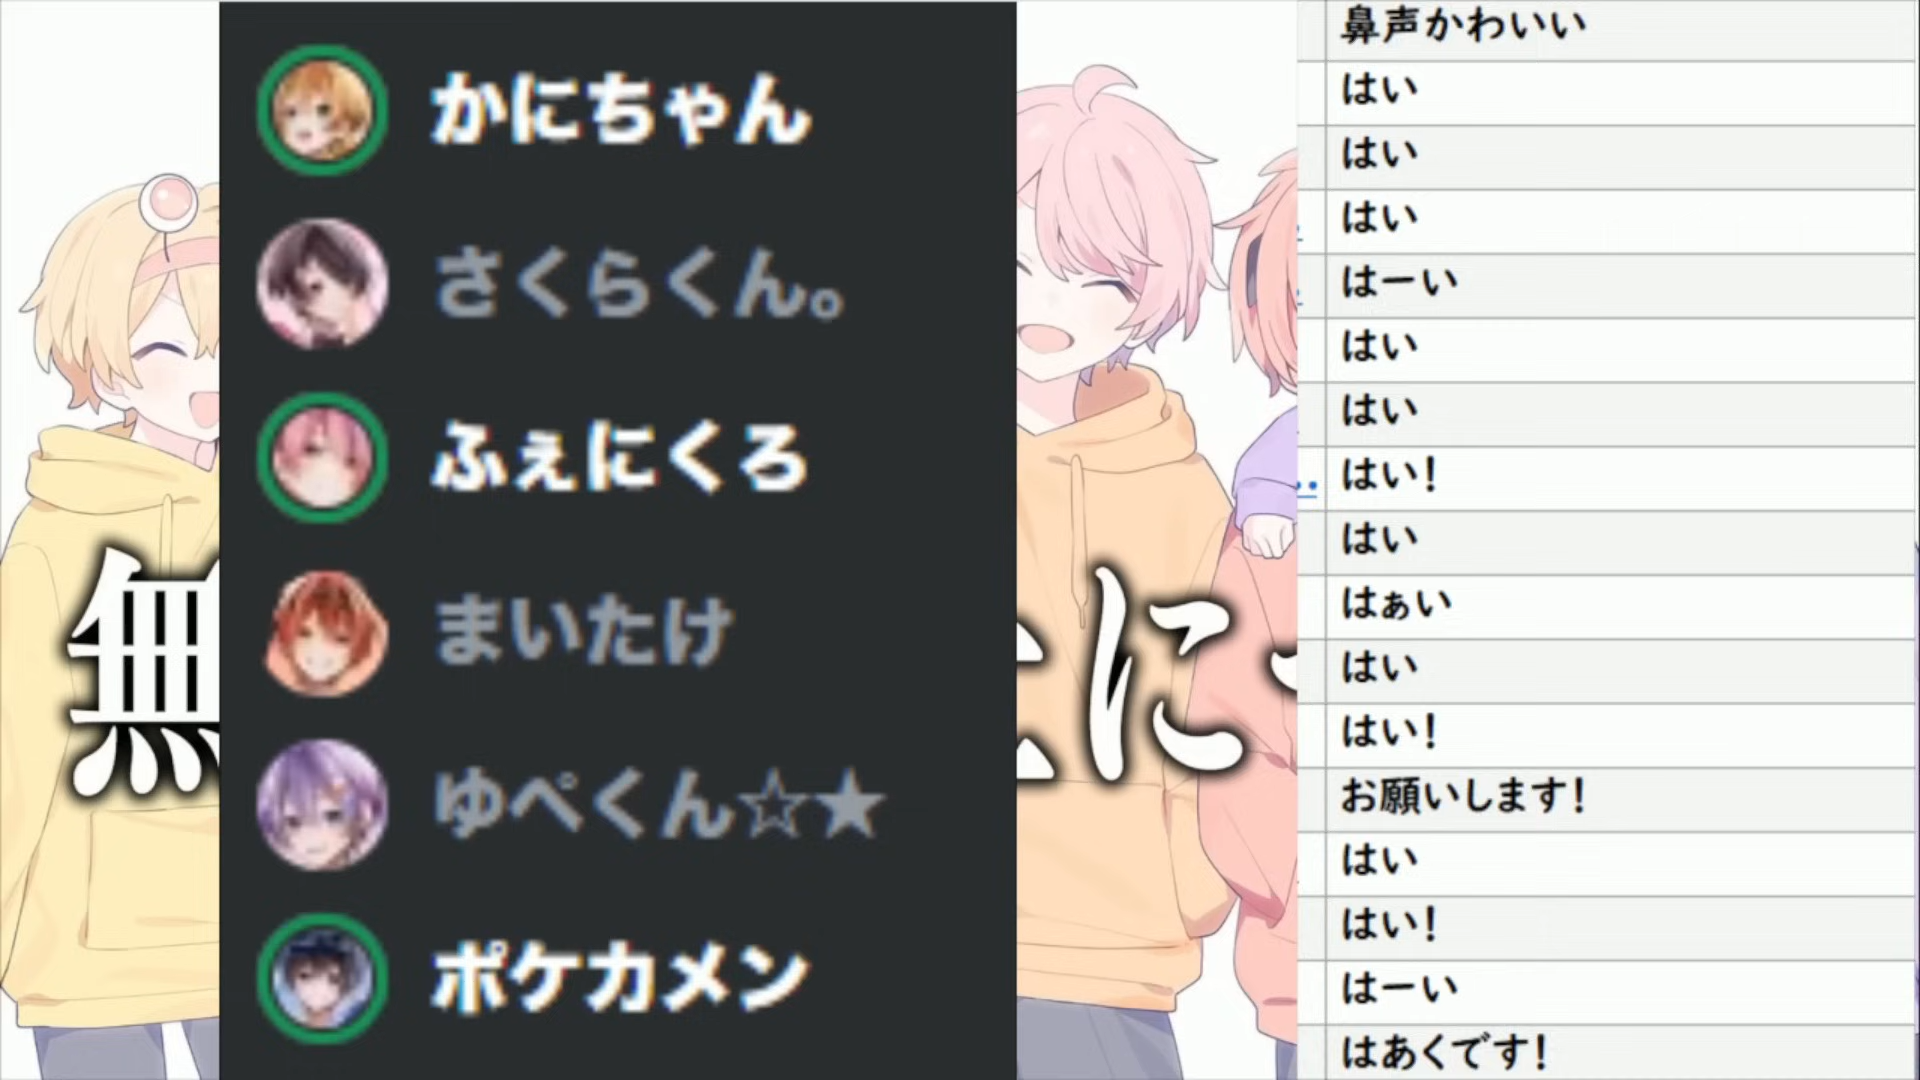 かにちゃん
さくらくん。
ふぇにくろ
まいたけ
ゆぺくん☆★
ポケカメン
無
に
鼻声かわいい
はい
はい
はい
はーい
はい
はい
はい!
はい
はぁい
はい
はい!
お願いします!
はい
はい!
はーい
はあくです!